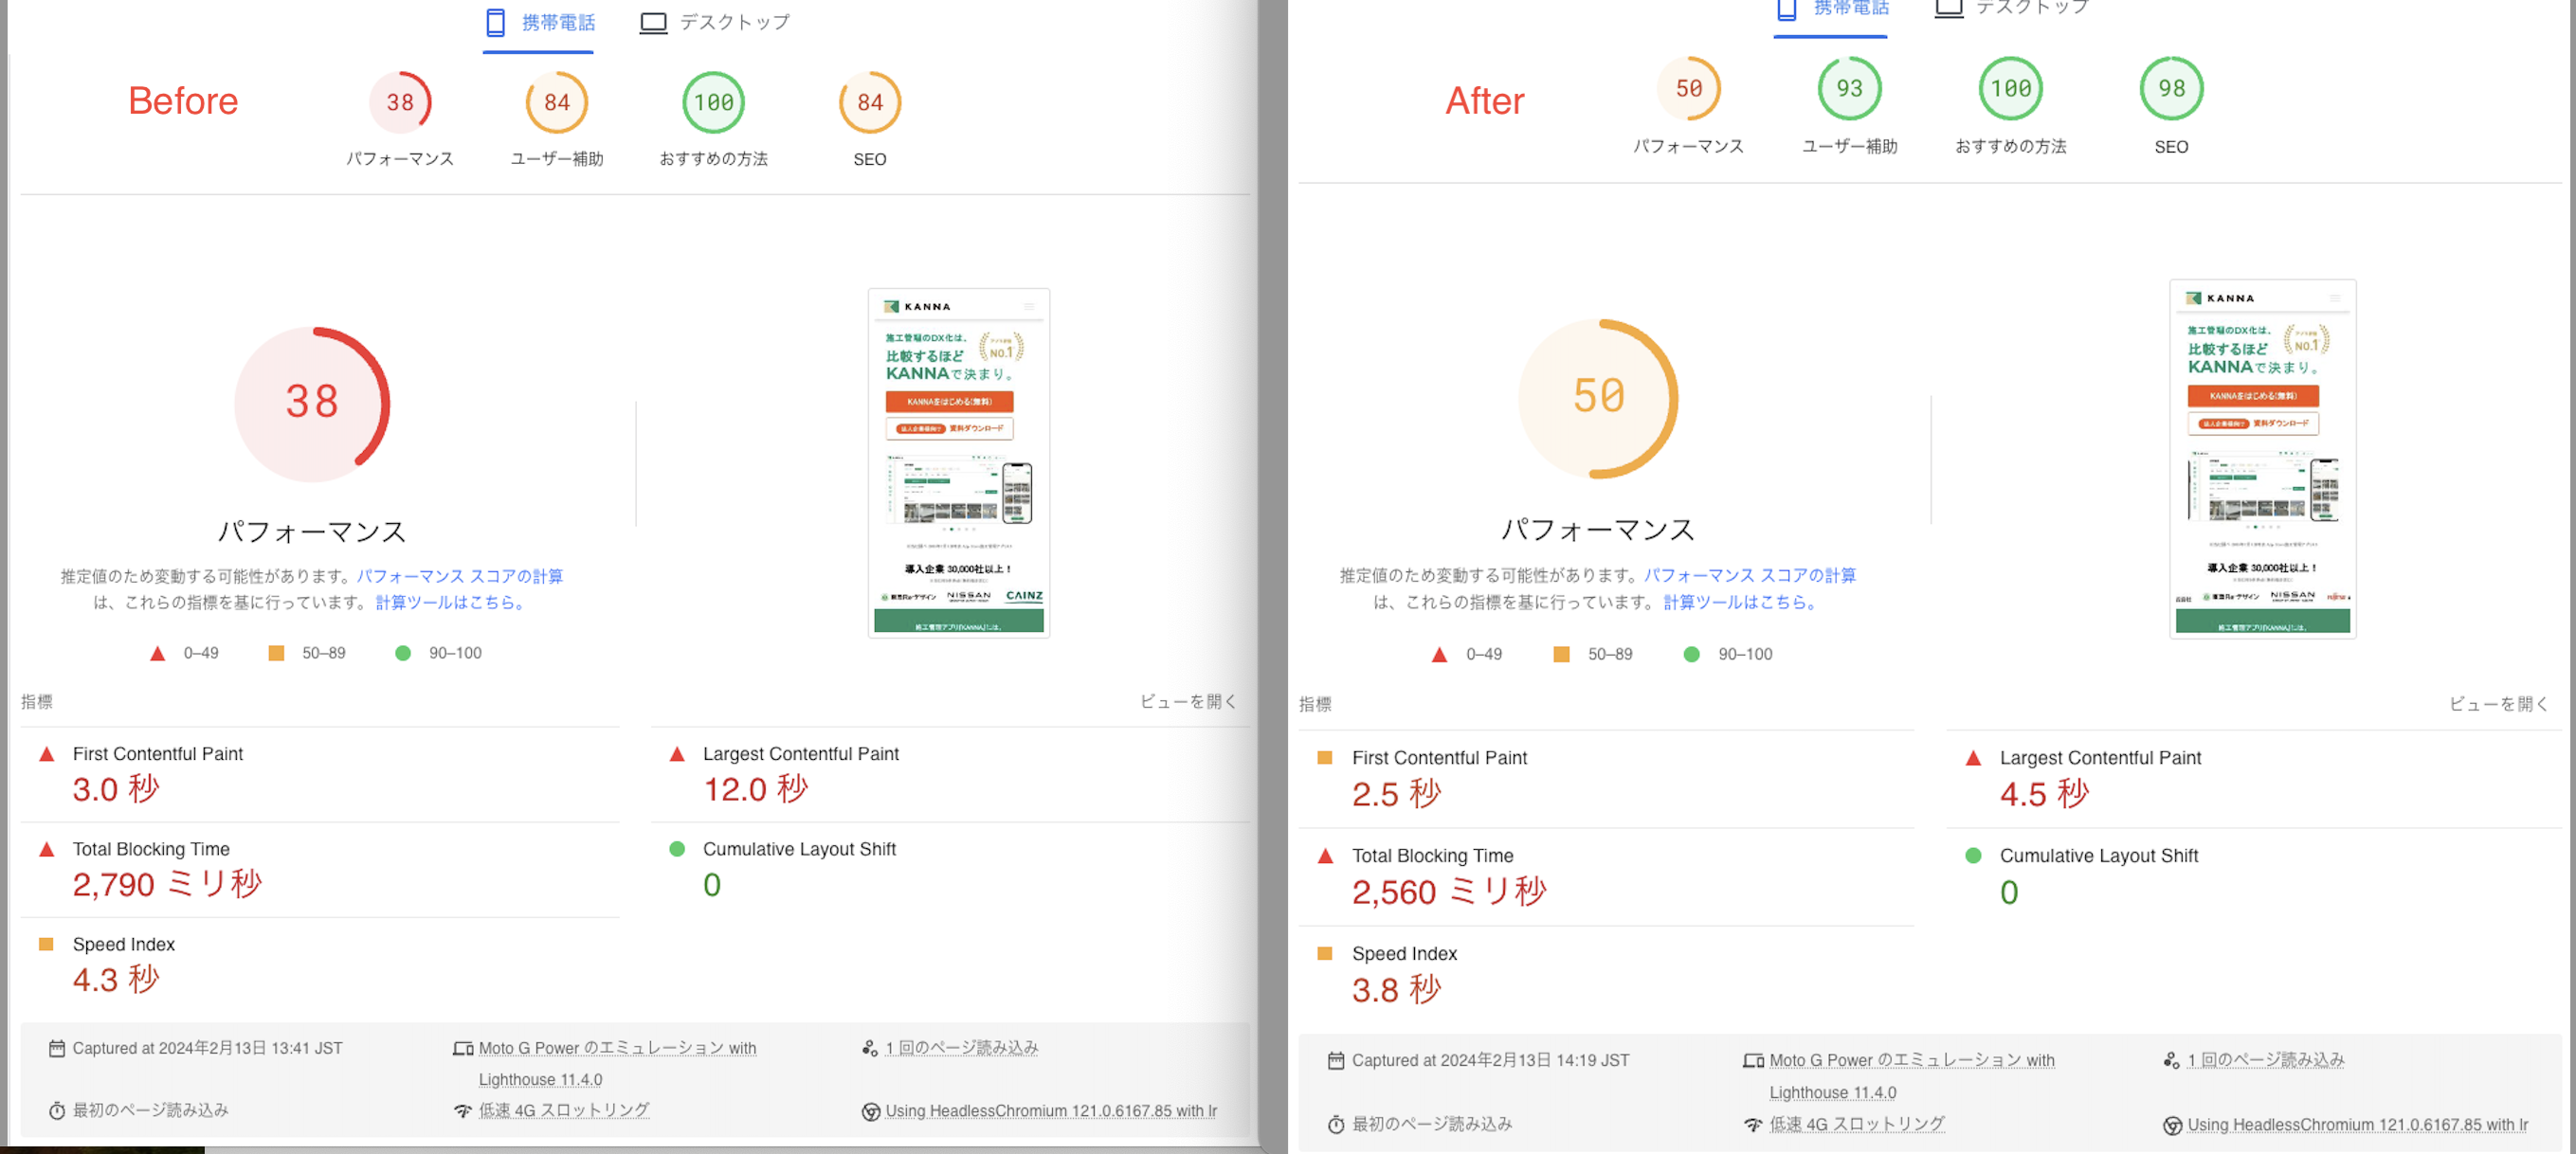 携帯電話
デスクトップ
Before
38
84
100
84
パフォーマンス
ユーザー補助
おすすめの方法
SEO
38
パフォーマンス
推定値のため変動する可能性があります。パフォーマンス スコアの計算
は、これらの指標を基に行っています。計算ツールはこちら。
0–49
50–89
90–100
KANNA
施工管理のDX化は、
比較するほど
KANNAで決まり。
NO.1
KANNAをはじめる(無料)
資料ダウンロード
導入企業 30,000社以上！
NISSAN
CAINZ
施工管理アプリ「KANNA」には、
指標
ビューを開く
First Contentful Paint
3.0 秒
Largest Contentful Paint
12.0 秒
Total Blocking Time
2,790 ミリ秒
Cumulative Layout Shift
0
Speed Index
4.3 秒
Captured at 2024年2月13日 13:41 JST
Moto G Power のエミュレーション with
Lighthouse 11.4.0
1 回のページ読み込み
最初のページ読み込み
低速 4G スロットリング
Using HeadlessChromium 121.0.6167.85 with lr
携帯電話
デスクトップ
After
50
93
100
98
パフォーマンス
ユーザー補助
おすすめの方法
SEO
50
パフォーマンス
推定値のため変動する可能性があります。パフォーマンス スコアの計算
は、これらの指標を基に行っています。計算ツールはこちら。
0–49
50–89
90–100
KANNA
施工管理のDX化は、
比較するほど
KANNAで決まり。
NO.1
KANNAをはじめる(無料)
資料ダウンロード
導入企業 30,000社以上！
NISSAN
施工管理アプリ「KANNA」には、
指標
ビューを開く
First Contentful Paint
2.5 秒
Largest Contentful Paint
4.5 秒
Total Blocking Time
2,560 ミリ秒
Cumulative Layout Shift
0
Speed Index
3.8 秒
Captured at 2024年2月13日 14:19 JST
Moto G Power のエミュレーション with
Lighthouse 11.4.0
1 回のページ読み込み
最初のページ読み込み
低速 4G スロットリング
Using HeadlessChromium 121.0.6167.85 with lr